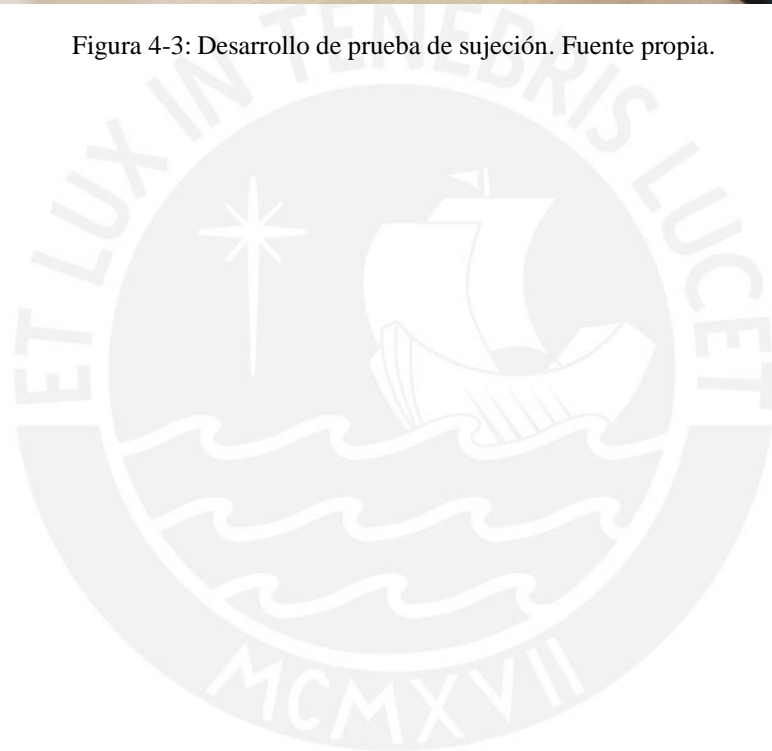 Figura 4-3: Desarrollo de prueba de sujeción. Fuente propia.
ET LUX IN TENEBRIS LUCET
MCMXVII